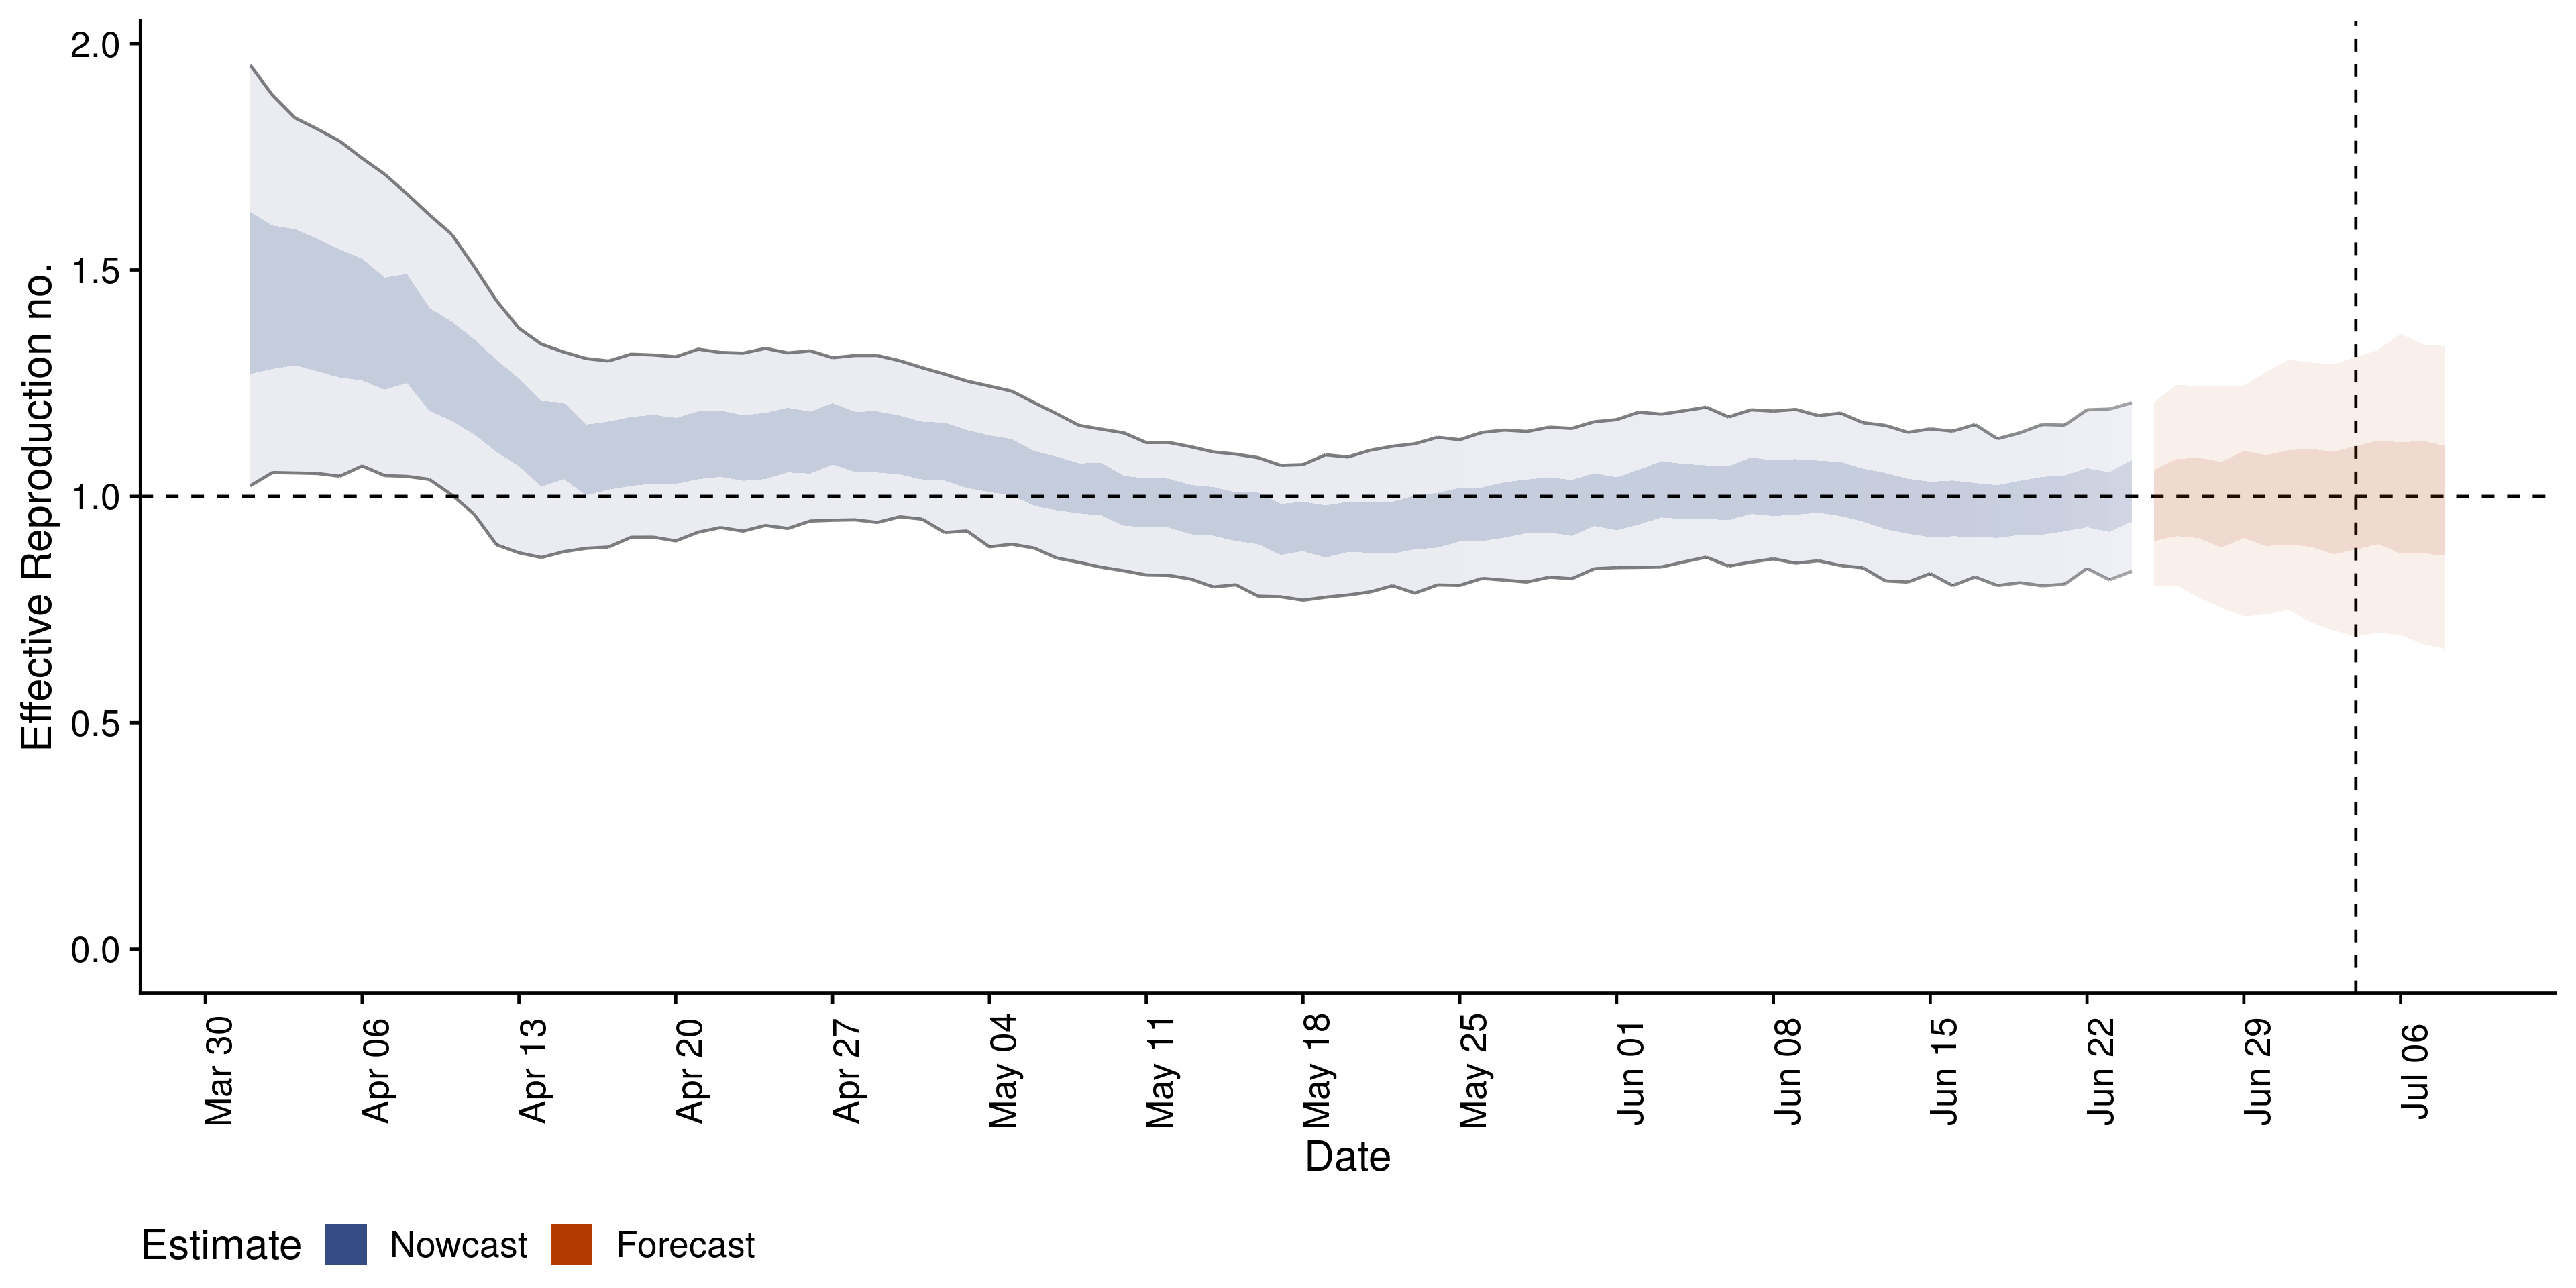 Effective Reproduction no.
2.0
1.5
1.0
0.5
0.0
Mar 30
Apr 06
Apr 13
Apr 20
Apr 27
May 04
May 11
May 18
May 25
Jun 01
Jun 08
Jun 15
Jun 22
Jun 29
Jul 06
Date
Estimate Nowcast Forecast